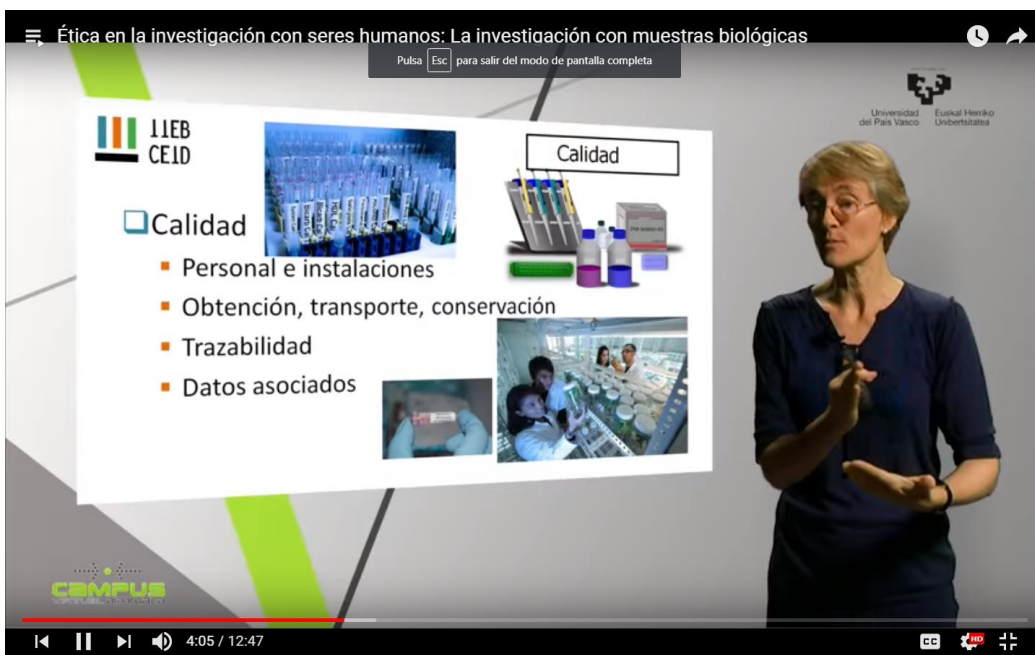 Ética en la investigación con seres humanos: La investigación con muestras biológicas
Pulsa Esc para salir del modo de pantalla completa
Universidad del País Vasco
Euskal Herriko Unibertsitatea
IIEB
CEID
Calidad
Calidad
Personal e instalaciones
Obtención, transporte, conservación
Trazabilidad
Datos asociados
CAMPUS
4:05 / 12:47
CC
HD